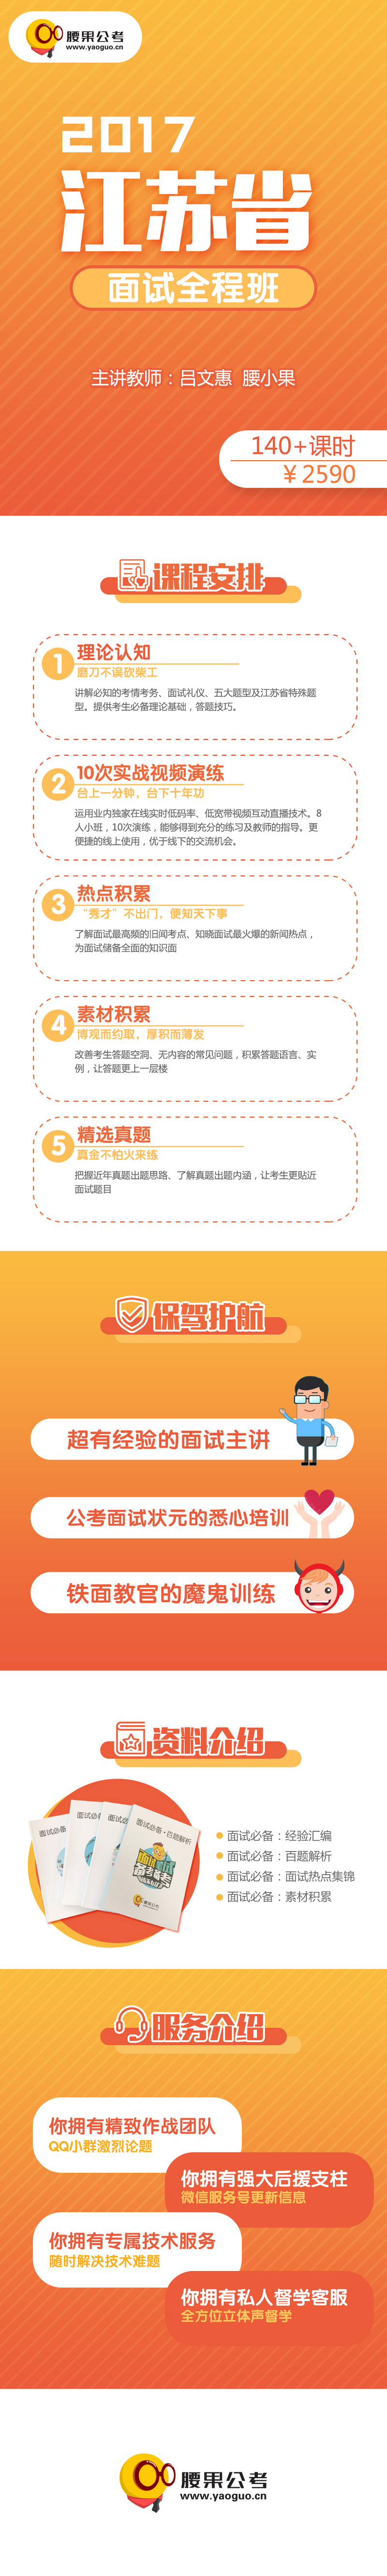 腰果公考
www.yaoguo.cn
2017
江苏省
面试全程班
主讲教师：吕文惠 腰小果
140+课时
￥2590
课程安排
1
理论认知
磨刀不误砍柴工
讲解必知的考情考务、面试礼仪、五大题型及江苏省特殊题
型。提供考生必备理论基础，答题技巧。
2
10次实战视频演练
台上一分钟，台下十年功
运用业内独家在线实时低码率、低宽带视频互动直播技术。8
人小班，10次演练，能够得到充分的练习及教师的指导。更
便捷的线上使用，优于线下的交流机会。
3
热点积累
“秀才”不出门，便知天下事
了解面试最高频的旧闻考点、知晓面试最火爆的新闻热点，
为面试储备全面的知识面
4
素材积累
博观而约取，厚积而薄发
改善考生答题空洞、无内容的常见问题，积累答题语言、实
例，让答题更上一层楼
5
精选真题
真金不怕火来练
把握近年真题出题思路、了解真题出题内涵，让考生更贴近
面试题目
保驾护航
超有经验的面试主讲
公考面试状元的悉心培训
铁面教官的魔鬼训练
资料介绍
面试必备
面试必
面试必
面试必备·百题解析
腰果公考
面试必备：经验汇编
面试必备：百题解析
面试必备：面试热点集锦
面试必备：素材积累
服务介绍
你拥有精致作战团队
QQ小群激烈论题
你拥有强大后援支柱
微信服务号更新信息
你拥有专属技术服务
随时解决技术难题
你拥有私人督学客服
全方位立体声督学
腰果公考
www.yaoguo.cn